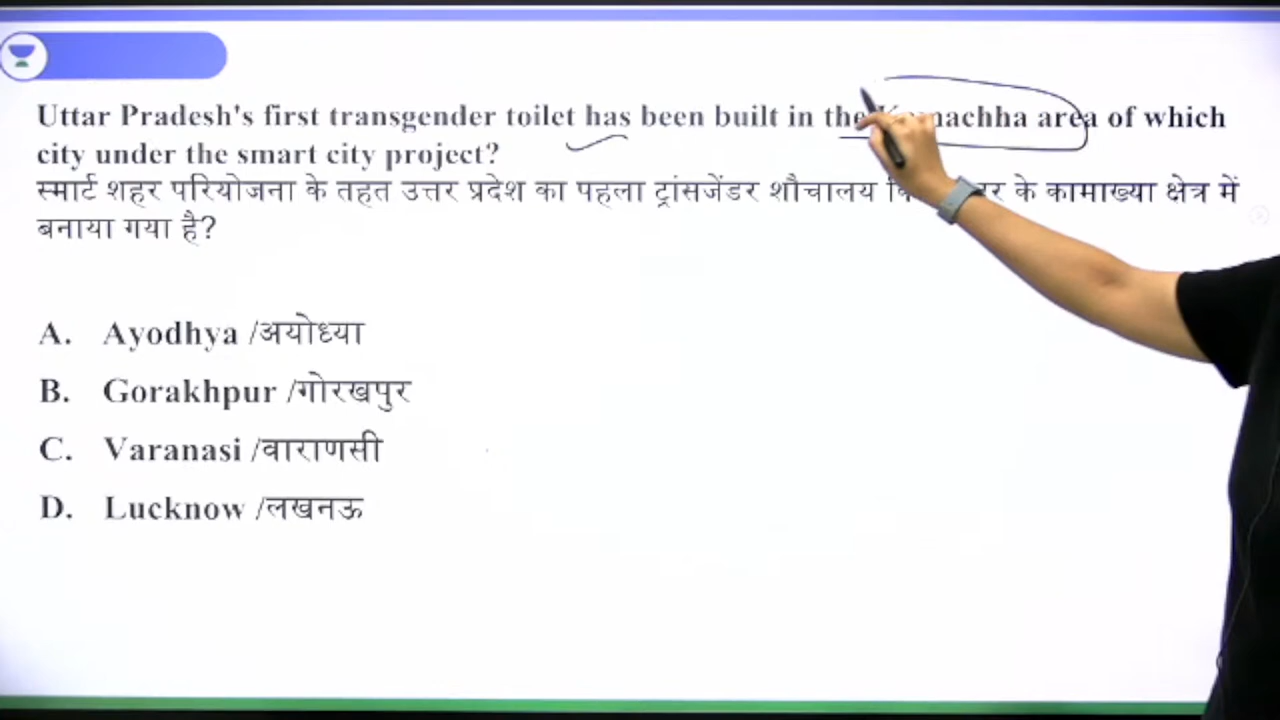 Uttar Pradesh's first transgender toilet has been built in the area of which
city under the smart city project?
स्मार्ट शहर परियोजना के तहत उत्तर प्रदेश का पहला ट्रांसजेंडर शौचालय के कामाख्या क्षेत्र में
बनाया गया है?
A. Ayodhya /अयोध्या
B. Gorakhpur /गोरखपुर
C. Varanasi /वाराणसी
D. Lucknow /लखनऊ